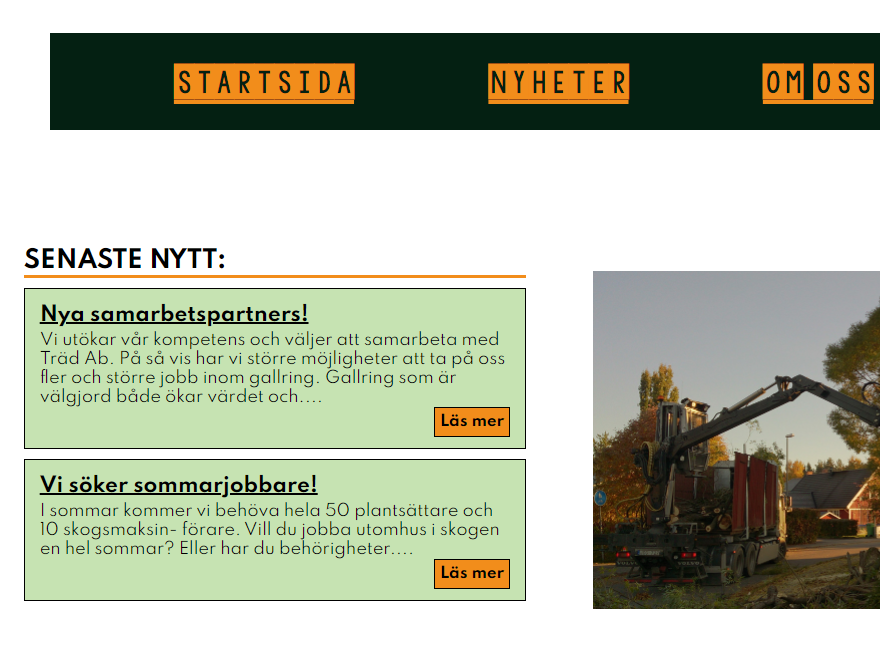 STARTSIDA NYHETER OM OSS
SENASTE NYTT:
Nya samarbetspartners!
Vi utökar vår kompetens och väljer att samarbeta med
Träd Ab. På så vis har vi större möjligheter att ta på oss
fler och större jobb inom gallring. Gallring som är
välgjord både ökar värdet och....
Läs mer
Vi söker sommarjobbare!
I sommar kommer vi behöva hela 50 plantsättare och
10 skogsmaksin- förare. Vill du jobba utomhus i skogen
en hel sommar? Eller har du behörigheter....
Läs mer